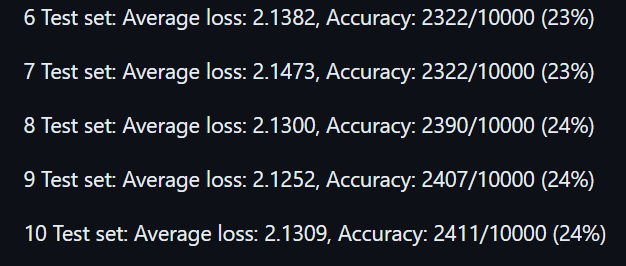 6 Test set: Average loss: 2.1382, Accuracy: 2322/10000 (23%)
7 Test set: Average loss: 2.1473, Accuracy: 2322/10000 (23%)
8 Test set: Average loss: 2.1300, Accuracy: 2390/10000 (24%)
9 Test set: Average loss: 2.1252, Accuracy: 2407/10000 (24%)
10 Test set: Average loss: 2.1309, Accuracy: 2411/10000 (24%)